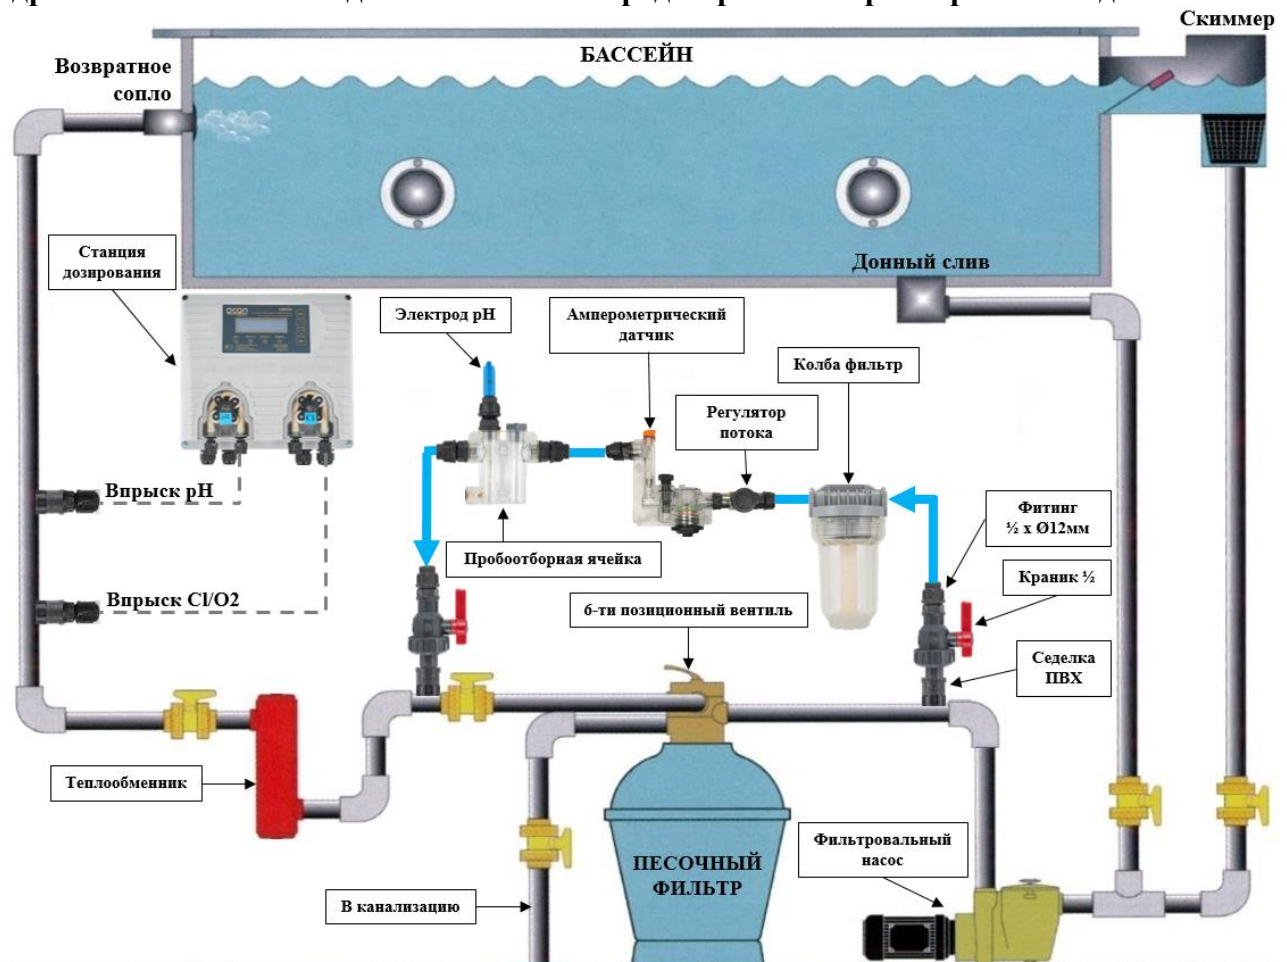 Скиммер
БАССЕЙН
Возвратное
сопло
Станция
дозирования
Донный слив
Электрод pH
Амперометрический
датчик
Колба фильтр
Регулятор
потока
Впрыск pH
Фитинг
½ x Ø12мм
Пробоотборная ячейка
Краник ½
Впрыск Cl/O2
6-ти позиционный вентиль
Седелка
ПВХ
Теплообменник
Фильтровальный
насос
ПЕСОЧНЫЙ
ФИЛЬТР
В канализацию